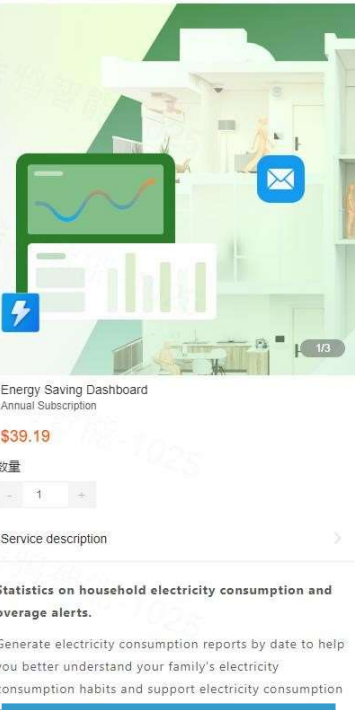 1/3
Energy Saving Dashboard
Annual Subscription
$39.19
数量
- 1 +
Service description
Statistics on household electricity consumption and
overage alerts.
Generate electricity consumption reports by date to help
you better understand your family's electricity
consumption habits and support electricity consumption